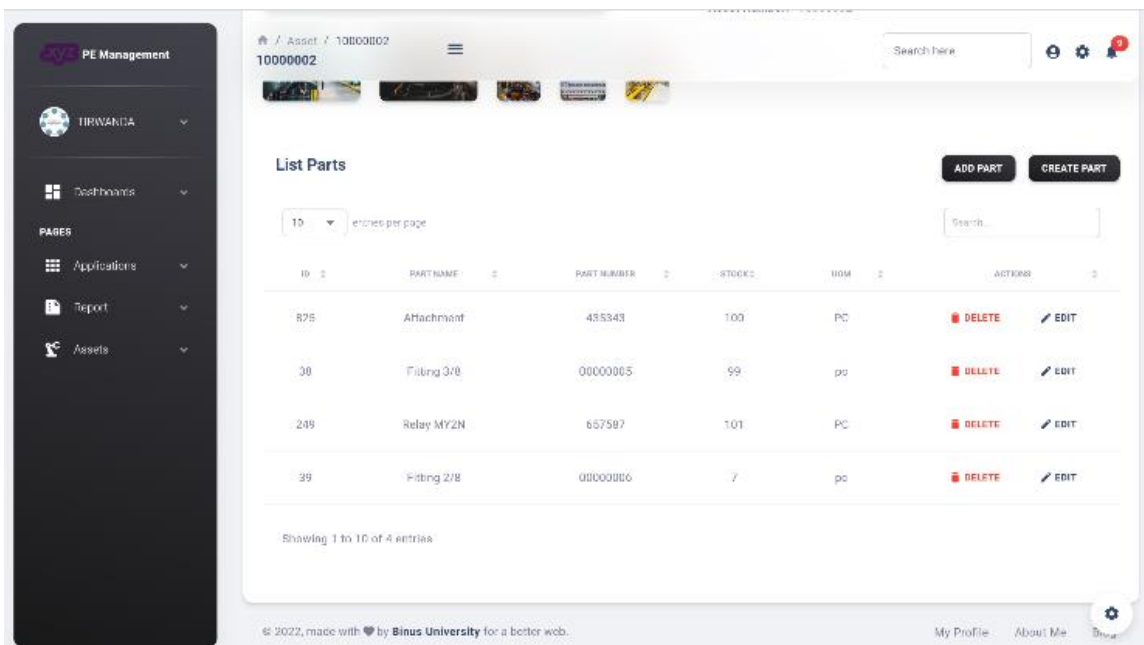 xyz PE Management
/ Asset / 10000002
10000002
Search here
9
TIRWANDA
Dashboards
PAGES
Applications
Report
Assets
List Parts
ADD PART
CREATE PART
10 entries per page
Search...
ID PART NAME PART NUMBER STOCK UOM ACTIONS
825 Attachment 435343 100 PC DELETE EDIT
38 Fitting 3/8 00000005 99 pc DELETE EDIT
249 Relay MY2N 657587 101 PC DELETE EDIT
39 Fitting 2/8 00000006 7 pc DELETE EDIT
Showing 1 to 10 of 4 entries
© 2022, made with by Binus University for a better web.
My Profile About Me Blog